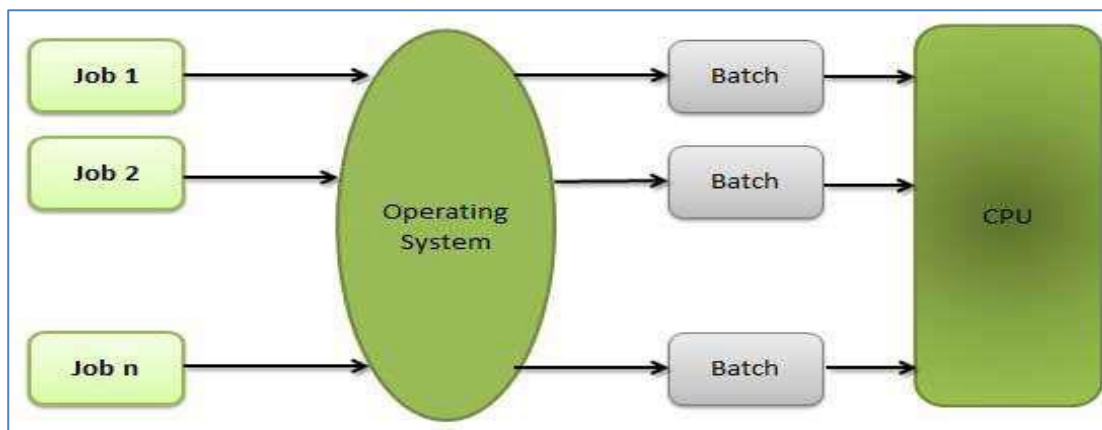 Job 1
Batch
Job 2
Batch
Operating
System
CPU
Job n
Batch